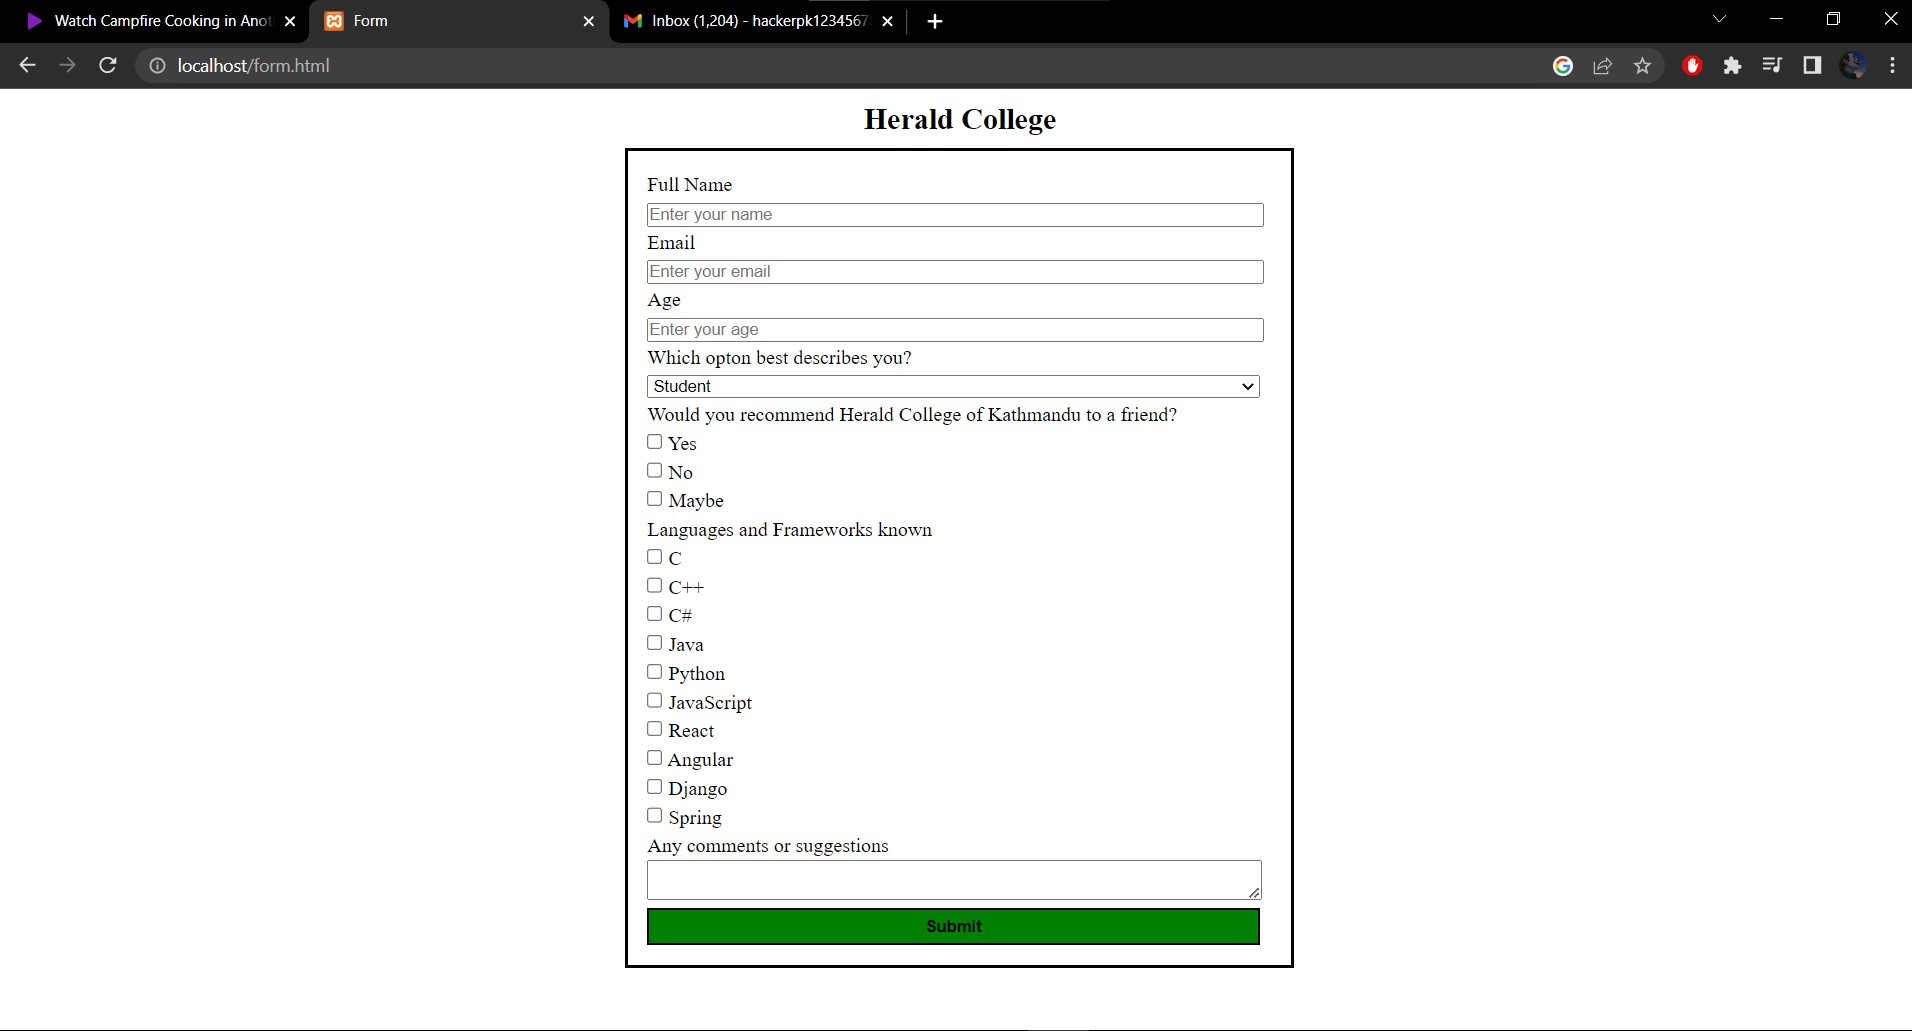 Watch Campfire Cooking in Anot
Form
Inbox (1,204) - hackerpk12345678
localhost/form.html
Herald College
Full Name
Enter your name
Email
Enter your email
Age
Enter your age
Which opton best describes you?
Student
Would you recommend Herald College of Kathmandu to a friend?
Yes
No
Maybe
Languages and Frameworks known
C
C++
C#
Java
Python
JavaScript
React
Angular
Django
Spring
Any comments or suggestions
Submit